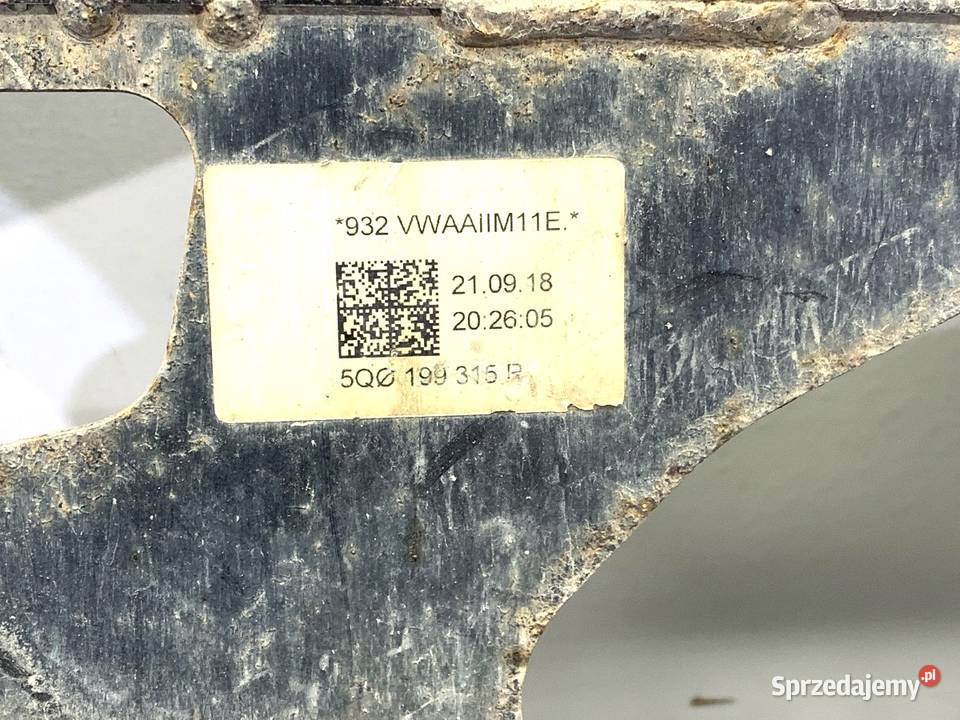 *932 VWAAIIM11E.*
21.09.18
20:26:05
5QØ 199 315 R
Sprzedajemy.pl